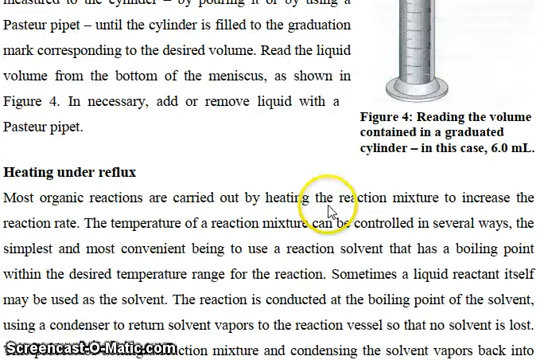 measured to the cylinder – by pouring it or by using a
Pasteur pipet – until the cylinder is filled to the graduation
mark corresponding to the desired volume. Read the liquid
volume from the bottom of the meniscus, as shown in
Figure 4. In necessary, add or remove liquid with a
Pasteur pipet.
Figure 4: Reading the volume
contained in a graduated
cylinder – in this case, 6.0 mL.
Heating under reflux
Most organic reactions are carried out by heating the reaction mixture to increase the
reaction rate. The temperature of a reaction mixture can be controlled in several ways, the
simplest and most convenient being to use a reaction solvent that has a boiling point
within the desired temperature range for the reaction. Sometimes a liquid reactant itself
may be used as the solvent. The reaction is conducted at the boiling point of the solvent,
using a condenser to return solvent vapors to the reaction vessel so that no solvent is lost.
Screencast-O-Matic.com
mixture and condensing the solvent vapors back into